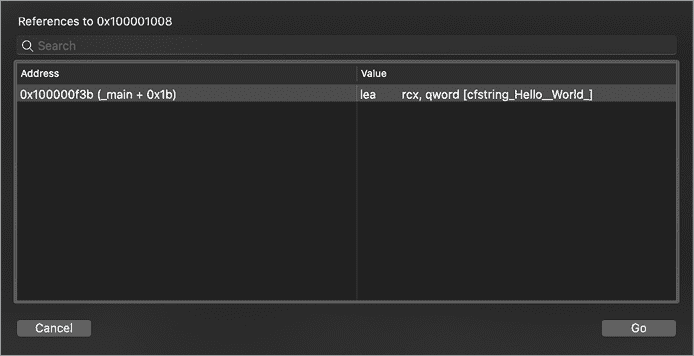 References to 0x100001008
Search
Address Value
0x100000f3b (_main + 0x1b) lea rcx, qword [cfstring_Hello__World_]
Cancel Go